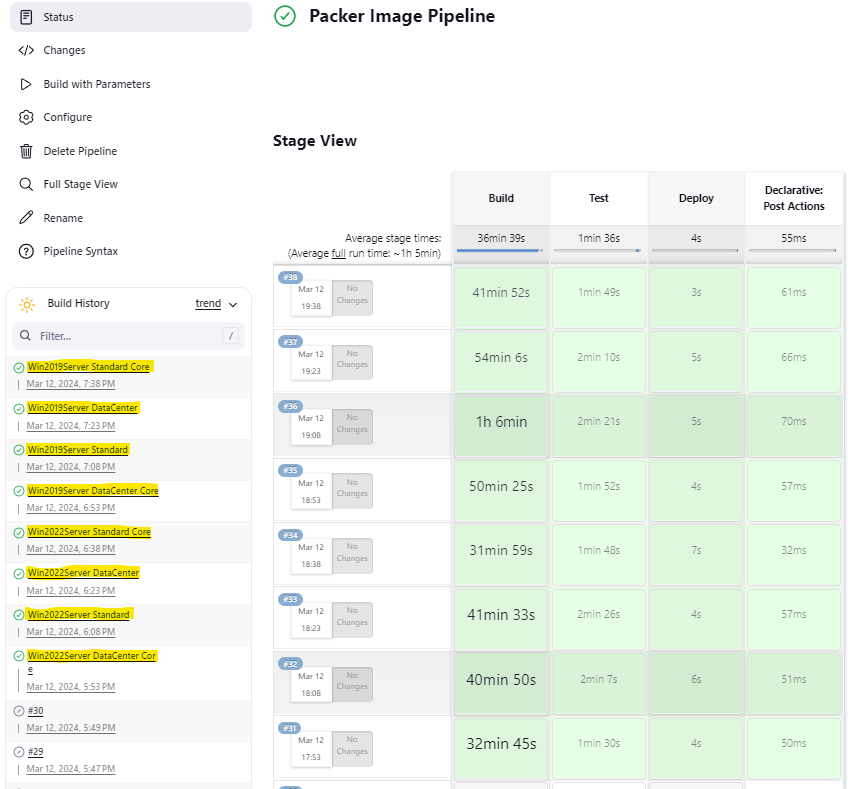 Status
Changes
Build with Parameters
Configure
Delete Pipeline
Full Stage View
Rename
Pipeline Syntax
Build History
trend
Filter...
/
Win2019Server Standard Core
Mar 12, 2024, 7:38 PM
Win2019Server DataCenter
Mar 12, 2024, 7:23 PM
Win2019Server Standard
Mar 12, 2024, 7:08 PM
Win2019Server DataCenter Core
Mar 12, 2024, 6:53 PM
Win2022Server Standard Core
Mar 12, 2024, 6:38 PM
Win2022Server DataCenter
Mar 12, 2024, 6:23 PM
Win2022Server Standard
Mar 12, 2024, 6:08 PM
Win2022Server DataCenter Cor
e
Mar 12, 2024, 5:53 PM
#30
Mar 12, 2024, 5:49 PM
#29
Mar 12, 2024, 5:47 PM
Packer Image Pipeline
Stage View
Build
Test
Deploy
Declarative:
Post Actions
Average stage times:
(Average full run time: ~1h 5min)
36min 39s
1min 36s
4s
55ms
#38
Mar 12
19:38
No
Changes
41min 52s
1min 49s
3s
61ms
#37
Mar 12
19:23
No
Changes
54min 6s
2min 10s
5s
66ms
#36
Mar 12
19:08
No
Changes
1h 6min
2min 21s
5s
70ms
#35
Mar 12
18:53
No
Changes
50min 25s
1min 52s
4s
57ms
#34
Mar 12
18:38
No
Changes
31min 59s
1min 48s
7s
32ms
#33
Mar 12
18:23
No
Changes
41min 33s
2min 26s
4s
57ms
#32
Mar 12
18:08
No
Changes
40min 50s
2min 7s
6s
51ms
#31
Mar 12
17:53
No
Changes
32min 45s
1min 30s
4s
50ms